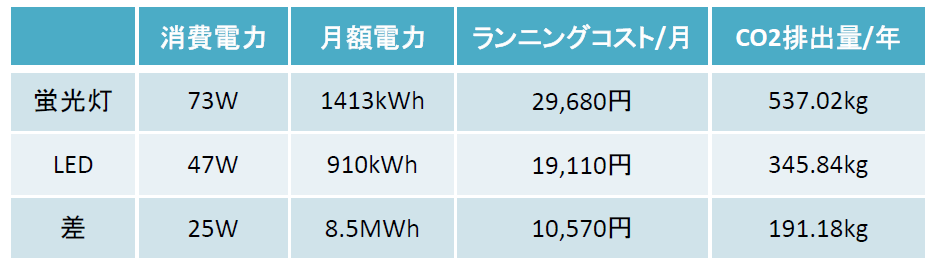 消費電力 月額電力 ランニングコスト/月 CO2排出量/年
蛍光灯 73W 1413kWh 29,680円 537.02kg
LED 47W 910kWh 19,110円 345.84kg
差 25W 8.5MWh 10,570円 191.18kg